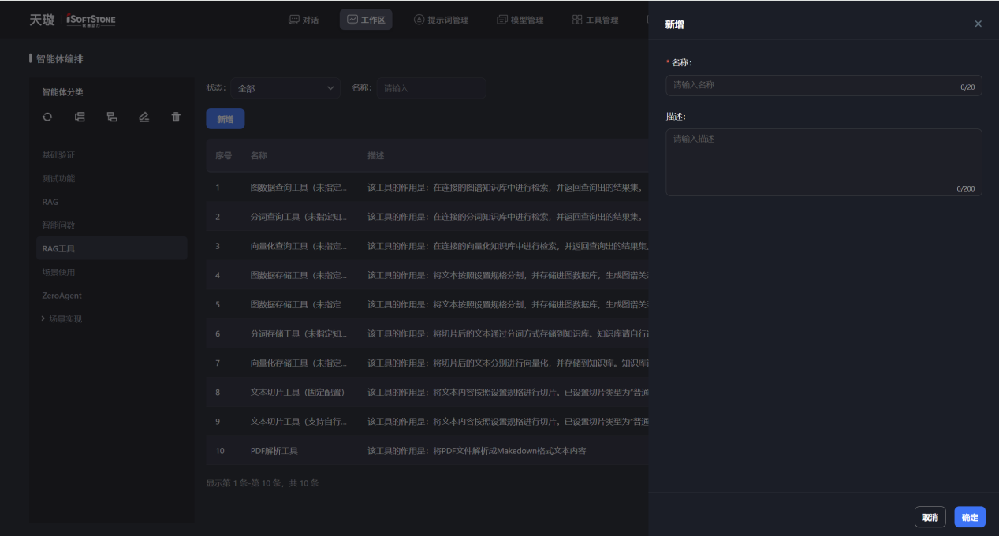 天璇 iSOFTSTONE 对话 工作区 提示词管理 模型管理 工具管理
智能体编排
智能体分类
基础验证
测试功能
RAG
智能问数
RAG工具
场景使用
ZeroAgent
场景实现
状态： 全部 名称： 请输入
新增
序号 名称 描述
1 图数据查询工具（未指定... 该工具的作用是：在连接的图谱知识库中进行检索，并返回查询出的结果集。
2 分词查询工具（未指定知... 该工具的作用是：在连接的分词知识库中进行检索，并返回查询出的结果集。
3 向量化查询工具（未指定... 该工具的作用是：在连接的向量化知识库中进行检索，并返回查询出的结果集。
4 图数据存储工具（未指定... 该工具的作用是：将文本按照设置规格分割，并存储进图数据库，生成图谱关
5 图数据存储工具（未指定... 该工具的作用是：将文本按照设置规格分割，并存储进图数据库，生成图谱关
6 分词存储工具（未指定知... 该工具的作用是：将切片后的文本通过分词方式存储到知识库。知识库请自行
7 向量化存储工具（未指定... 该工具的作用是：将切片后的文本分别进行向量化，并存储到知识库。知识库
8 文本切片工具（固定配置） 该工具的作用是：将文本内容按照设置规格进行切片。已设置切片类型为“普通
9 文本切片工具（支持自行... 该工具的作用是：将文本内容按照设置规格进行切片。已设置切片类型为“普通
10 PDF解析工具 该工具的作用是：将PDF文件解析成Makedown格式文本内容
显示第 1 条-第 10 条，共 10 条
新增
* 名称：
请输入名称 0/20
描述：
请输入描述
0/200
取消 确定